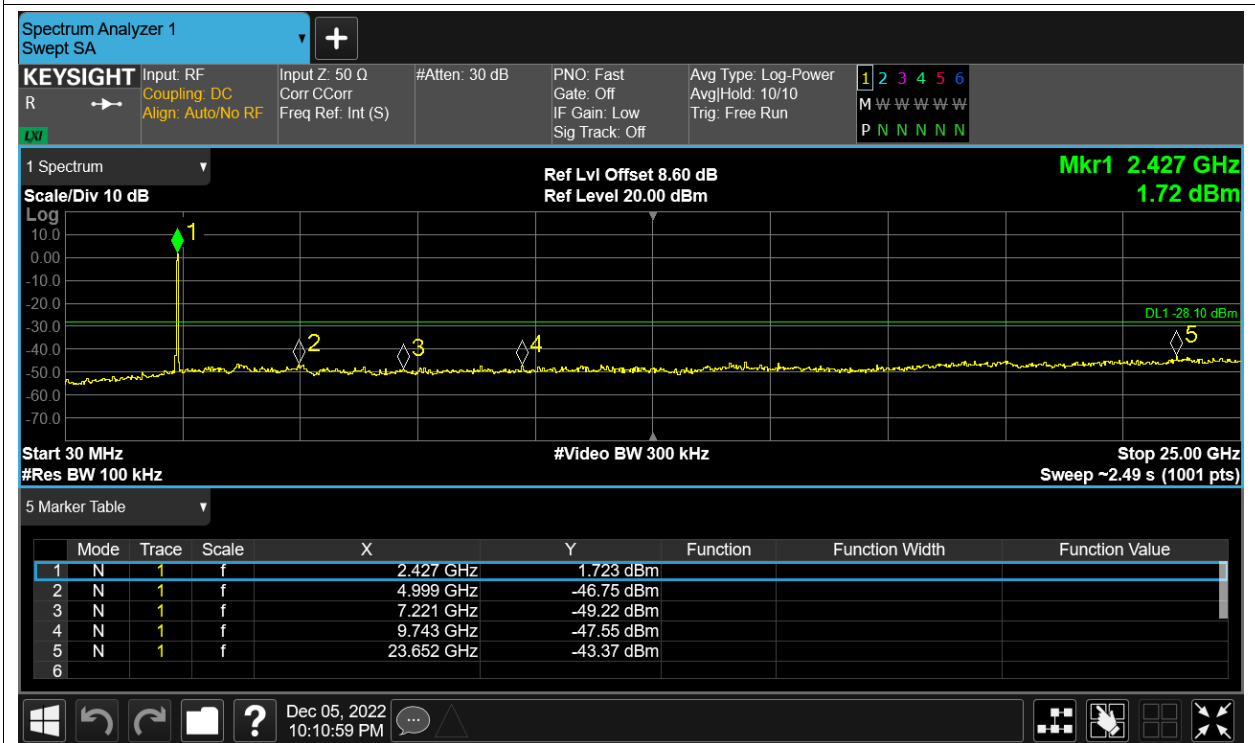 Spectrum Analyzer 1
Swept SA
KEYSIGHT
R
LXI
Input: RF
Coupling: DC
Align: Auto/No RF
Input Z: 50 Ω
Corr CCorr
Freq Ref: Int (S)
#Atten: 30 dB
PNO: Fast
Gate: Off
IF Gain: Low
Sig Track: Off
Avg Type: Log-Power
Avg|Hold: 10/10
Trig: Free Run
1 2 3 4 5 6
M W W W W W
P N N N N N
1 Spectrum
Scale/Div 10 dB
Ref Lvl Offset 8.60 dB
Ref Level 20.00 dBm
Mkr1 2.427 GHz
1.72 dBm
Log
10.0
0.00
-10.0
-20.0
-30.0
-40.0
-50.0
-60.0
-70.0
1
2
3
4
5
DL1 -28.10 dBm
Start 30 MHz
#Res BW 100 kHz
#Video BW 300 kHz
Stop 25.00 GHz
Sweep ~2.49 s (1001 pts)
5 Marker Table
Mode Trace Scale X Y Function Function Width Function Value
1 N 1 f 2.427 GHz 1.723 dBm
2 N 1 f 4.999 GHz -46.75 dBm
3 N 1 f 7.221 GHz -49.22 dBm
4 N 1 f 9.743 GHz -47.55 dBm
5 N 1 f 23.652 GHz -43.37 dBm
6
?
Dec 05, 2022
10:10:59 PM